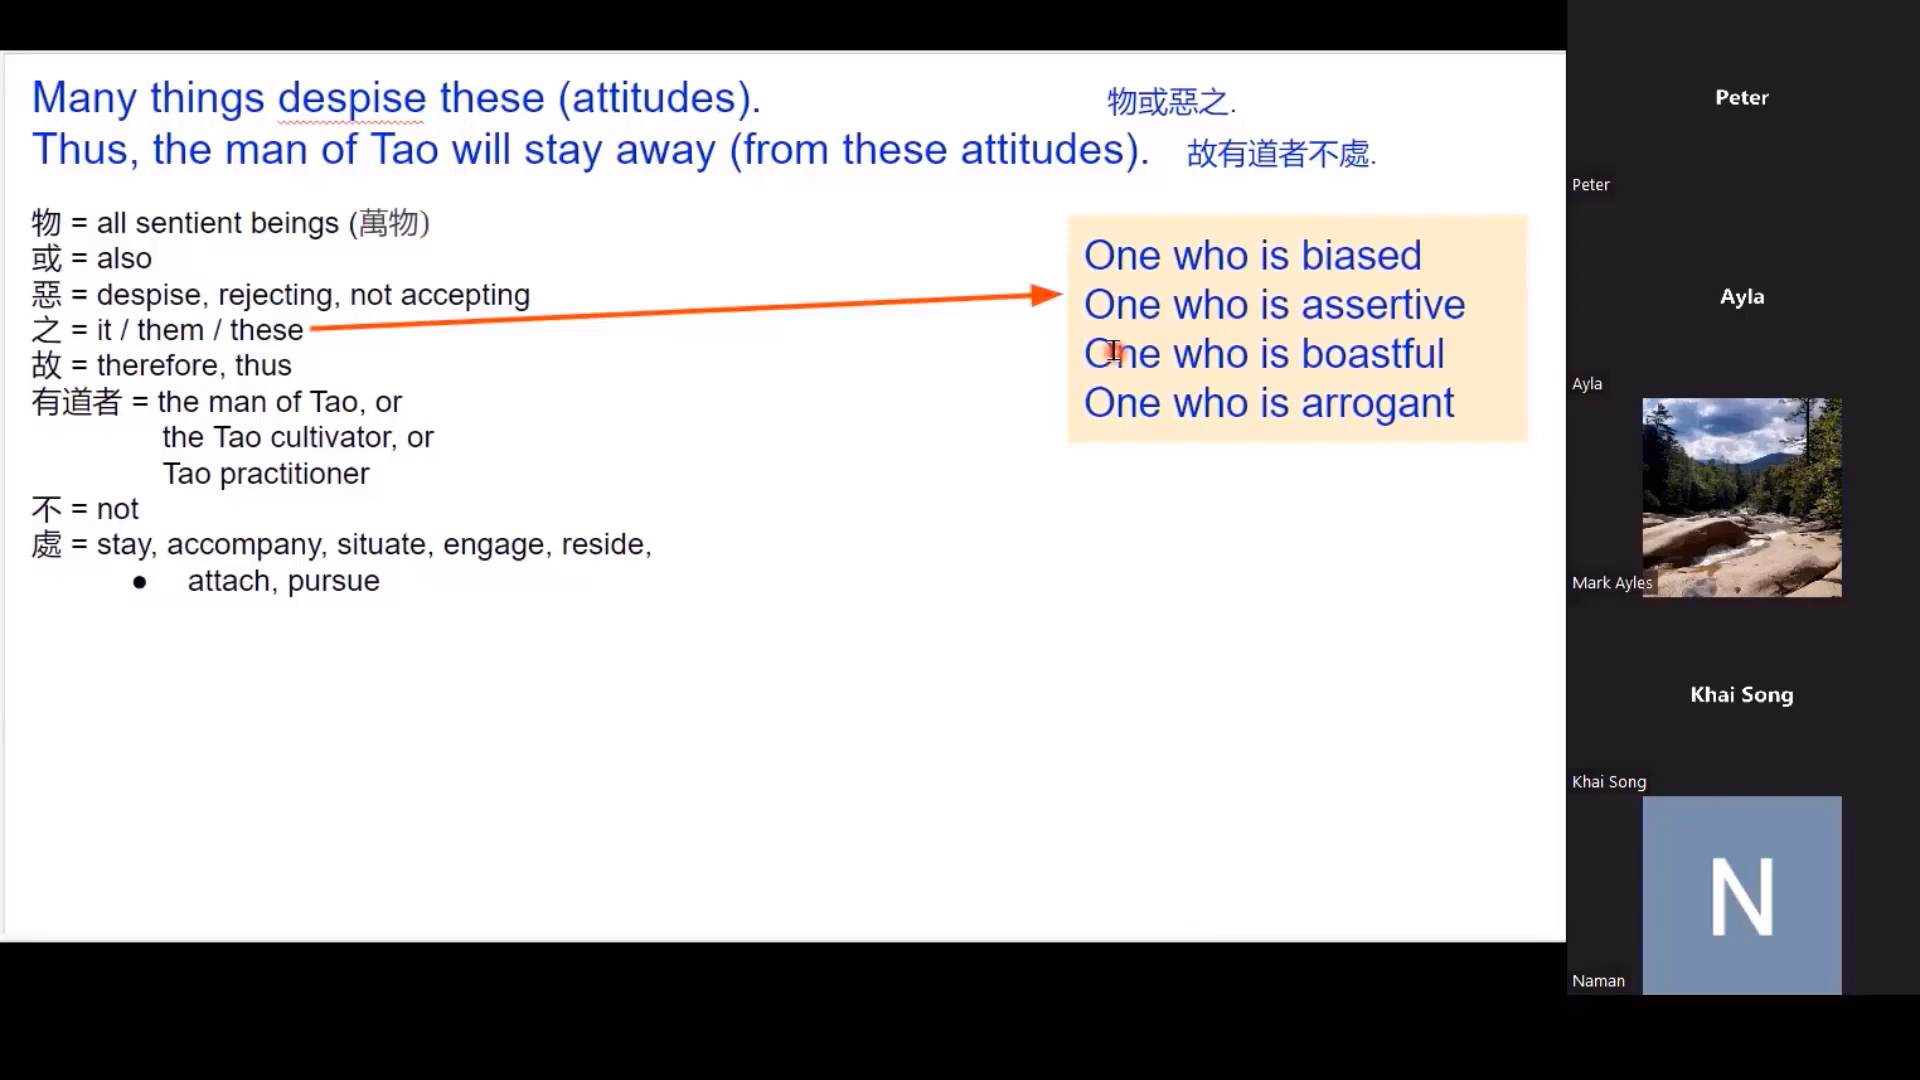 Many things despise these (attitudes). 物或惡之.
Thus, the man of Tao will stay away (from these attitudes). 故有道者不處.
物 = all sentient beings (萬物)
或 = also
惡 = despise, rejecting, not accepting
之 = it / them / these
故 = therefore, thus
有道者 = the man of Tao, or
the Tao cultivator, or
Tao practitioner
不 = not
處 = stay, accompany, situate, engage, reside,
● attach, pursue
One who is biased
One who is assertive
One who is boastful
One who is arrogant
Peter
Peter
Ayla
Ayla
Mark Ayles
Khai Song
Khai Song
N
Naman